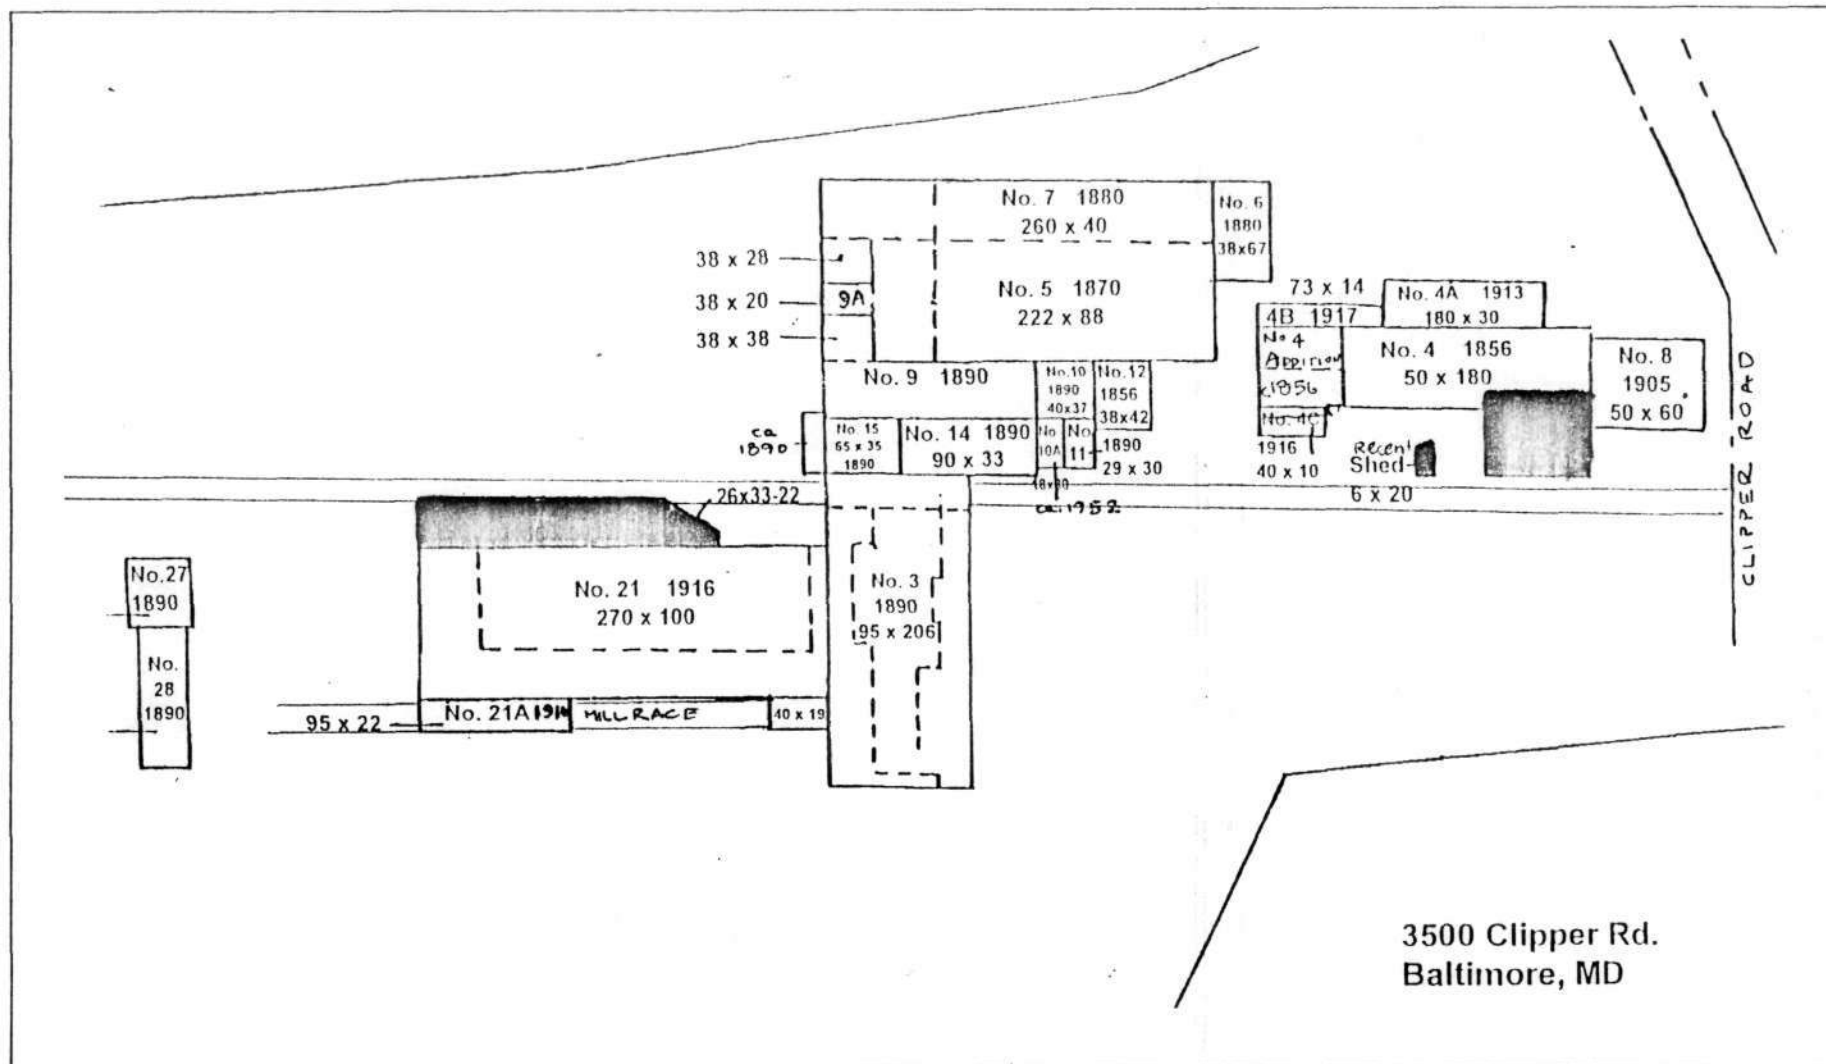 No. 7 1880
260 x 40
No. 6
1880
38x67
38 x 28
38 x 20
9A
38 x 38
No. 5 1870
222 x 88
73 x 14
No. 4A 1913
180 x 30
4B 1917
No 4
Addition
c1856
No. 4 1856
50 x 180
No. 8
1905
50 x 60
No. 4C
1916
40 x 10
Recent
Shed
6 x 20
CLIPPER ROAD
No. 9 1890
No. 10
1890
40x37
No. 12
1856
38x42
ca
1890
No. 15
65 x 35
1890
No. 14 1890
90 x 33
No
10A
No.
11
1890
29 x 30
ca. 1952
26x33-22
No. 27
1890
No.
28
1890
No. 21 1916
270 x 100
No. 3
1890
95 x 206
95 x 22
No. 21A
MILL RACE
40 x 19
3500 Clipper Rd.
Baltimore, MD